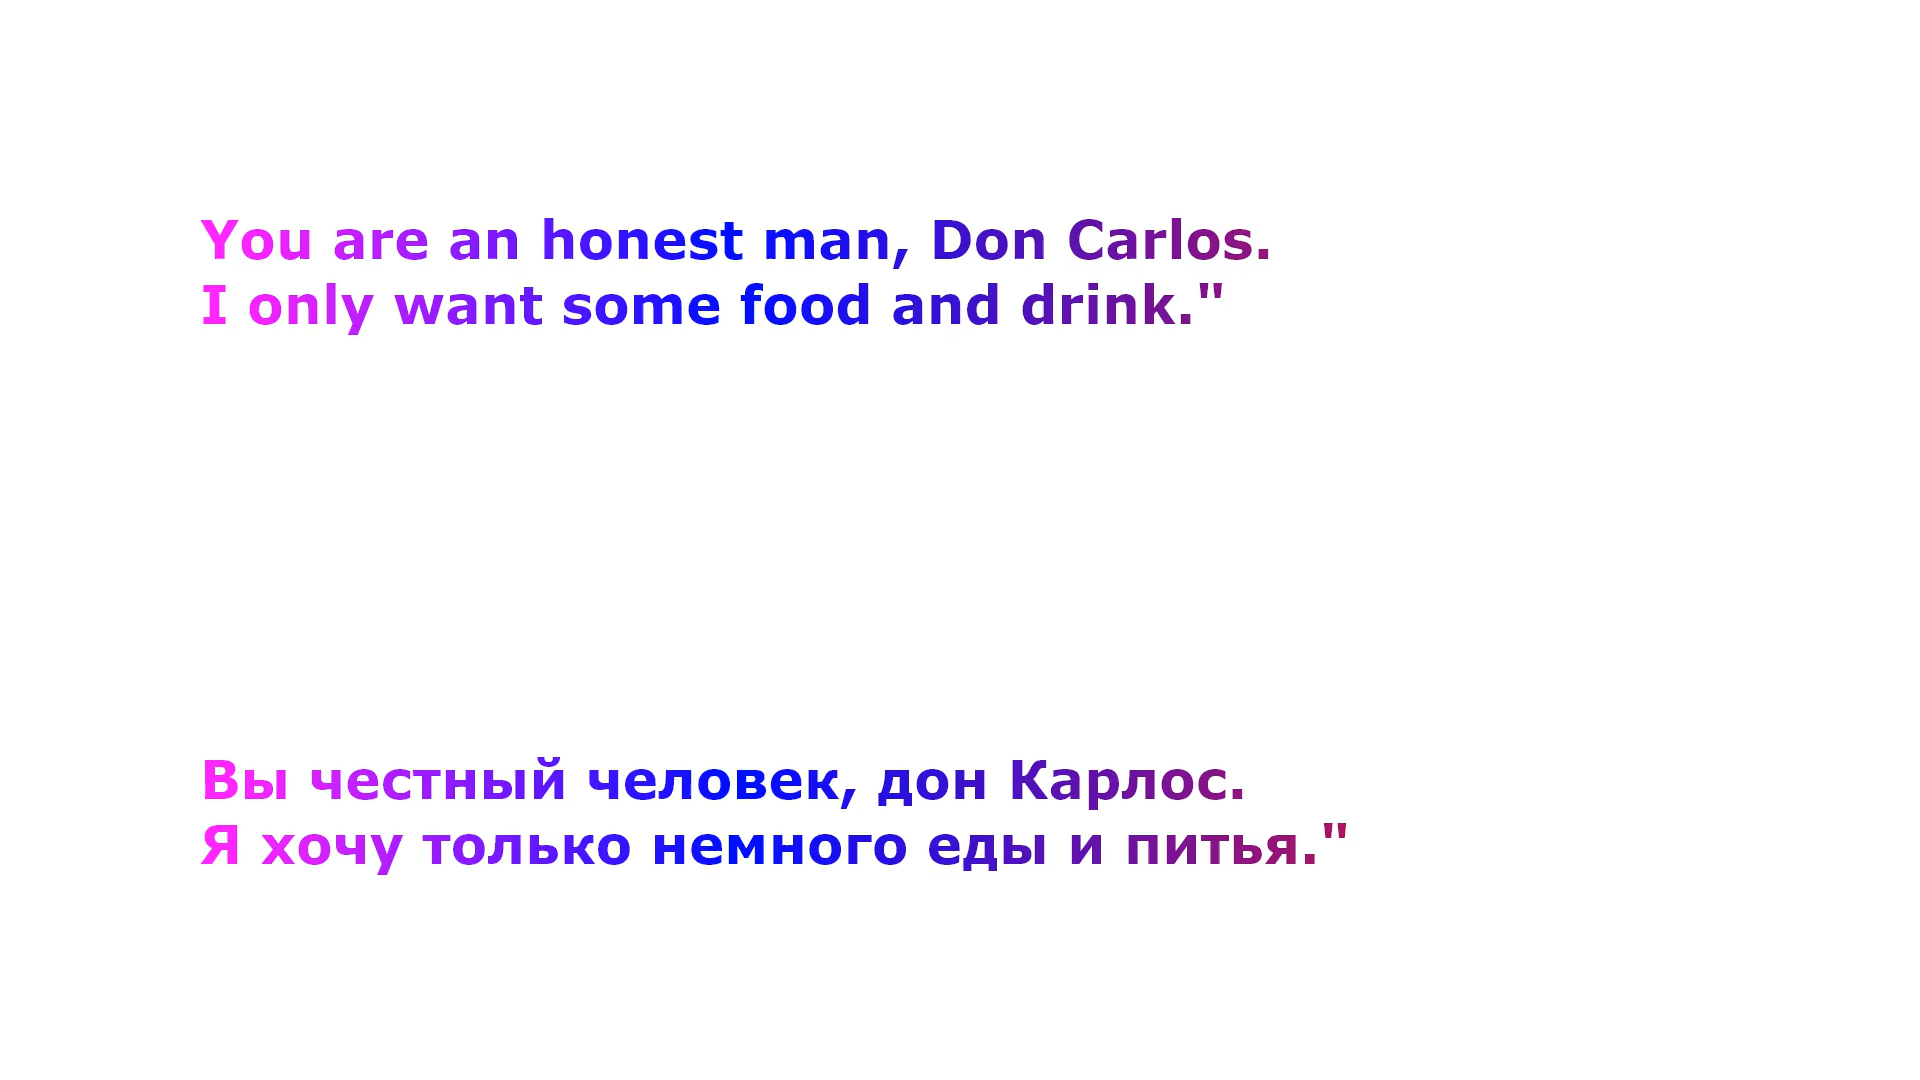 You are an honest man, Don Carlos.
I only want some food and drink."
Вы честный человек, дон Карлос.
Я хочу только немного еды и питья."